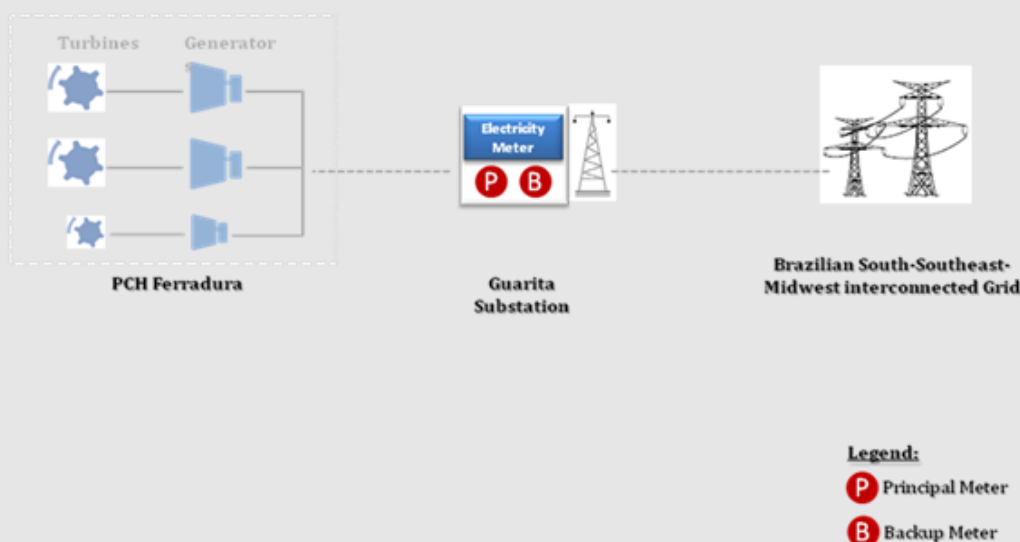 Turbines
Generator
s
Electricity
Meter
P B
PCH Ferradura
Guarita
Substation
Brazilian South-Southeast-
Midwest interconnected Grid
Legend:
P Principal Meter
B Backup Meter